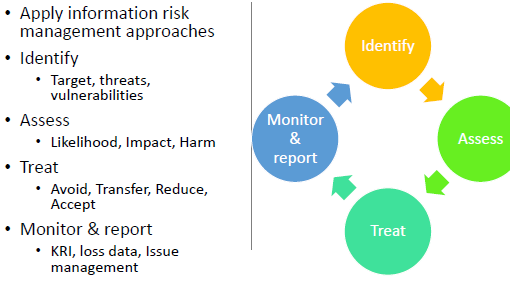 • Apply information risk
management approaches
• Identify
• Target, threats,
vulnerabilities
• Assess
• Likelihood, Impact, Harm
• Treat
• Avoid, Transfer, Reduce,
Accept
• Monitor & report
• KRI, loss data, Issue
management
Identify
Assess
Treat
Monitor
&
report